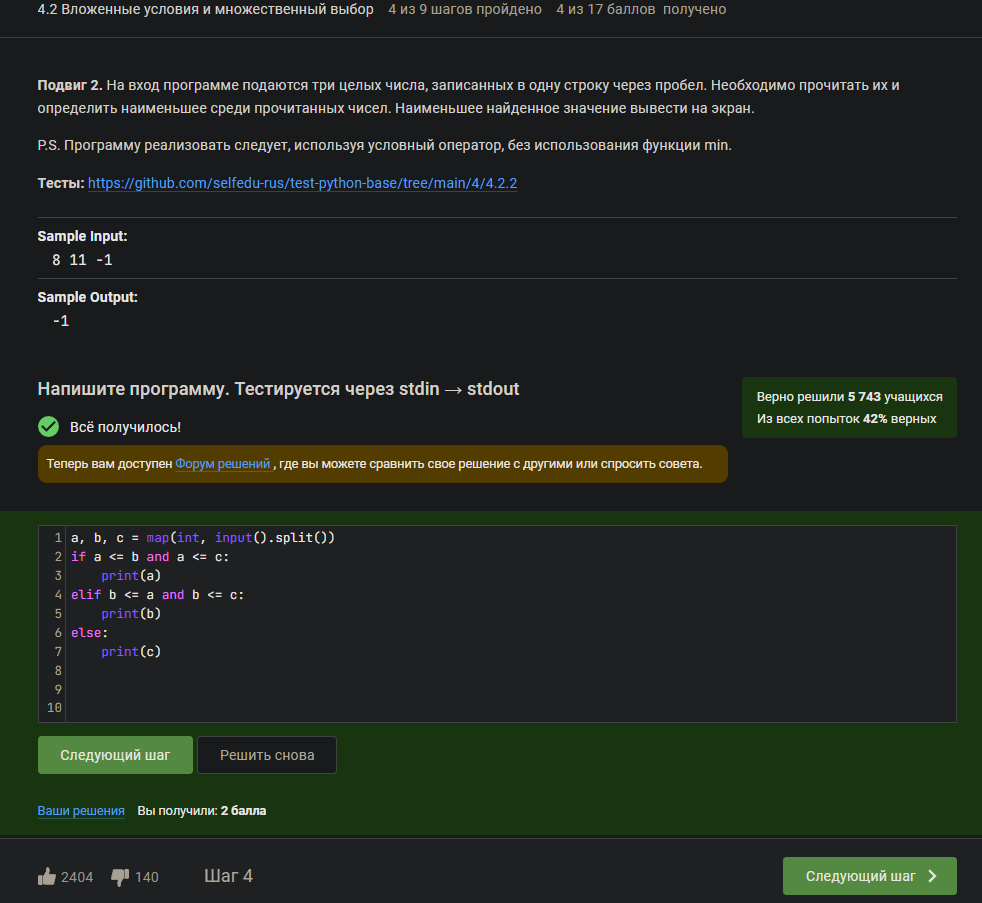 4.2 Вложенные условия и множественный выбор 4 из 9 шагов пройдено 4 из 17 баллов получено
Подвиг 2. На вход программе подаются три целых числа, записанных в одну строку через пробел. Необходимо прочитать их и
определить наименьшее среди прочитанных чисел. Наименьшее найденное значение вывести на экран.
P.S. Программу реализовать следует, используя условный оператор, без использования функции min.
Тесты: https://github.com/selfedu-rus/test-python-base/tree/main/4/4.2.2
Sample Input:
8 11 -1
Sample Output:
-1
Напишите программу. Тестируется через stdin → stdout
Верно решили 5 743 учащихся
Из всех попыток 42% верных
Всё получилось!
Теперь вам доступен Форум решений , где вы можете сравнить свое решение с другими или спросить совета.
1 a, b, c = map(int, input().split())
2 if a <= b and a <= c:
3     print(a)
4 elif b <= a and b <= c:
5     print(b)
6 else:
7     print(c)
8
9
10
Следующий шаг Решить снова
Ваши решения Вы получили: 2 балла
2404 140 Шаг 4 Следующий шаг